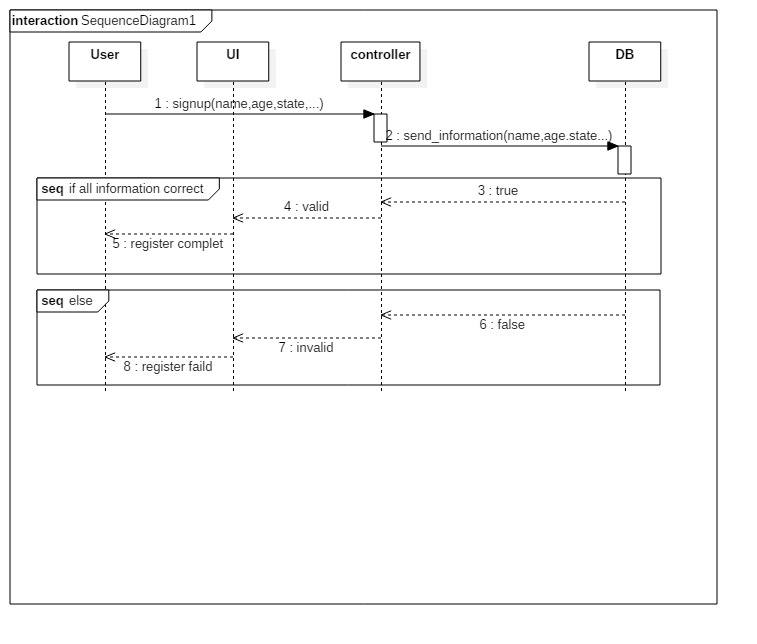 interaction SequenceDiagram1
User
UI
controller
DB
1 : signup(name,age,state,...)
2 : send_information(name,age.state...)
seq if all information correct
3 : true
4 : valid
5 : register complet
seq else
6 : false
7 : invalid
8 : register faild